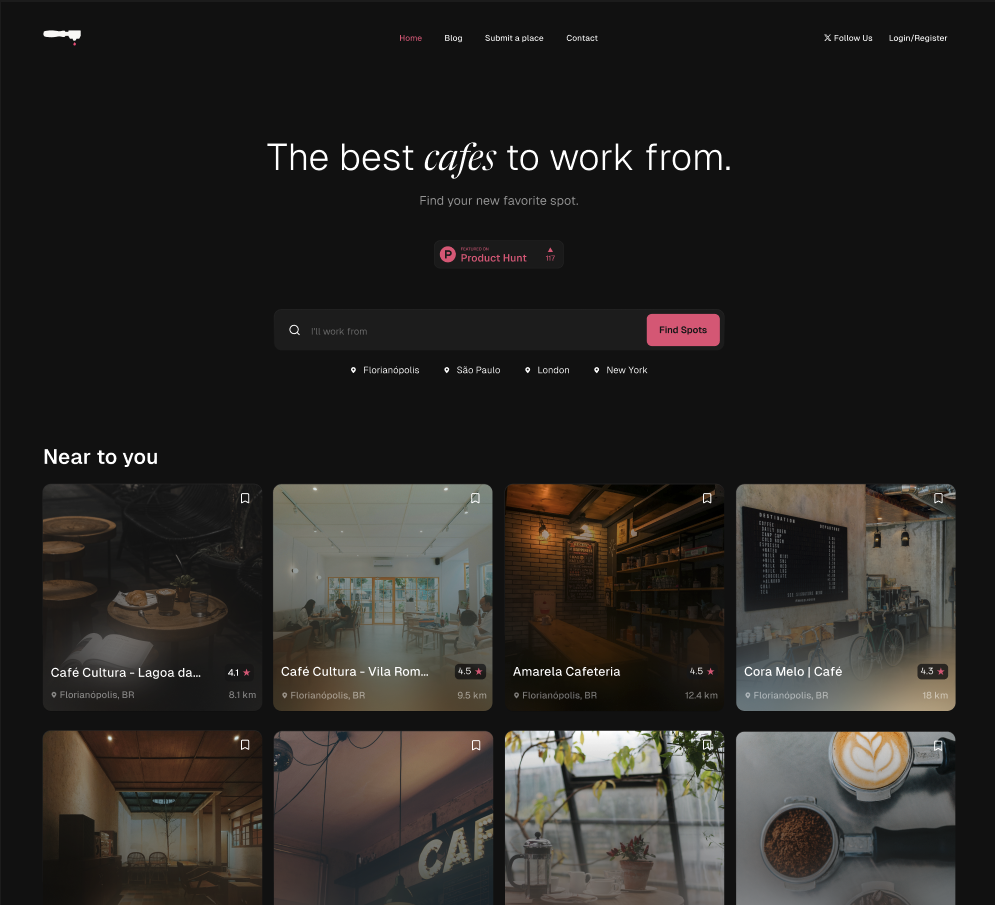 Home
Blog
Submit a place
Contact
Follow Us
Login/Register
The best cafes to work from.
Find your new favorite spot.
P
FEATURED ON
Product Hunt
117
I'll work from
Find Spots
Florianópolis
São Paulo
London
New York
Near to you
DESTINATION
DEPARTURE
COFFEE
ESPRESSO
Café Cultura - Lagoa da...
4.1
Florianópolis, BR
8.1 km
Café Cultura - Vila Rom...
4.5
Florianópolis, BR
9.5 km
Amarela Cafeteria
4.5
Florianópolis, BR
12.4 km
Cora Melo | Café
4.3
Florianópolis, BR
18 km
CAF